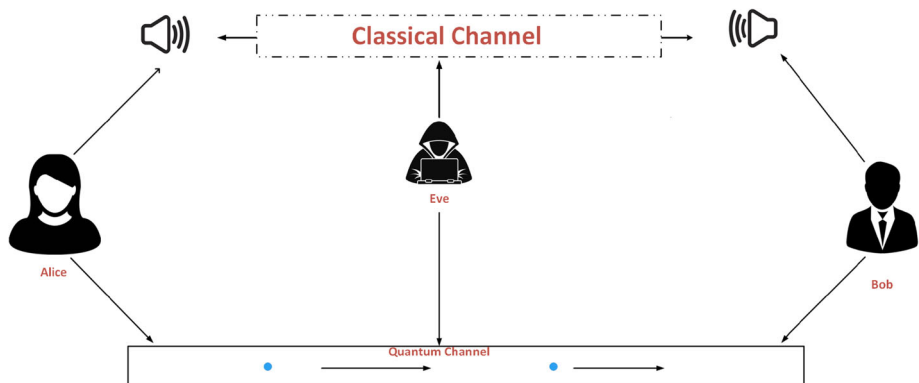 Classical Channel
Eve
Alice
Bob
Quantum Channel